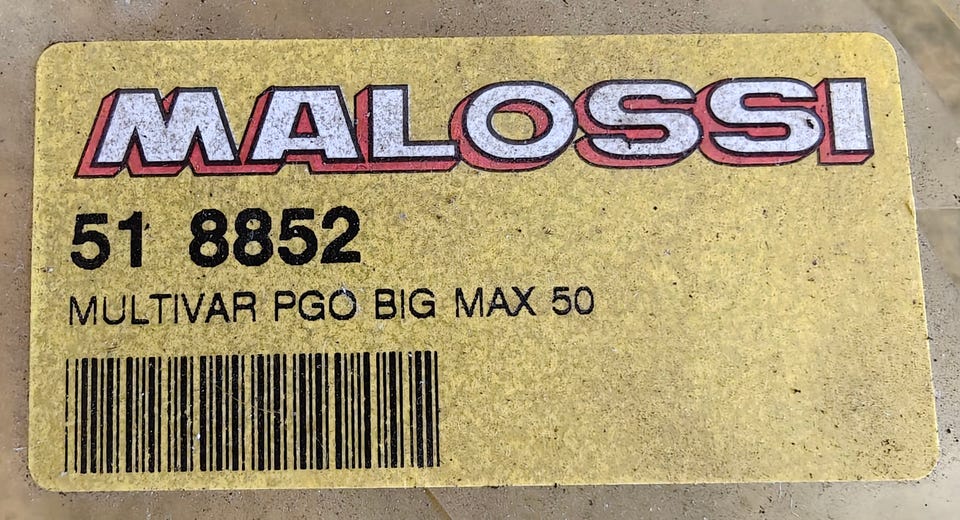 MALOSSI
51 8852
MULTIVAR PGO BIG MAX 50